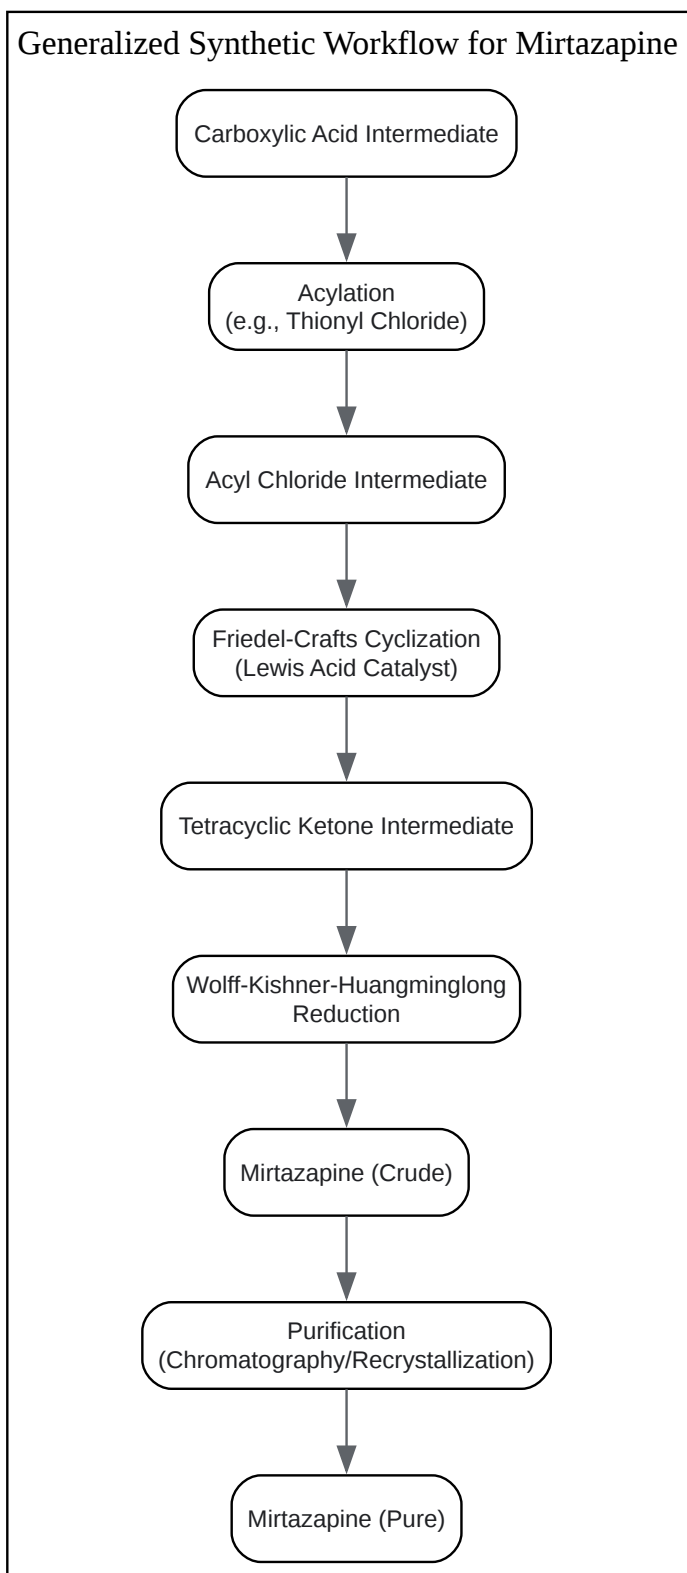 Generalized Synthetic Workflow for Mirtazapine
Carboxylic Acid Intermediate
Acylation
(e.g., Thionyl Chloride)
Acyl Chloride Intermediate
Friedel-Crafts Cyclization
(Lewis Acid Catalyst)
Tetracyclic Ketone Intermediate
Wolff-Kishner-Huangminglong
Reduction
Mirtazapine (Crude)
Purification
(Chromatography/Recrystallization)
Mirtazapine (Pure)